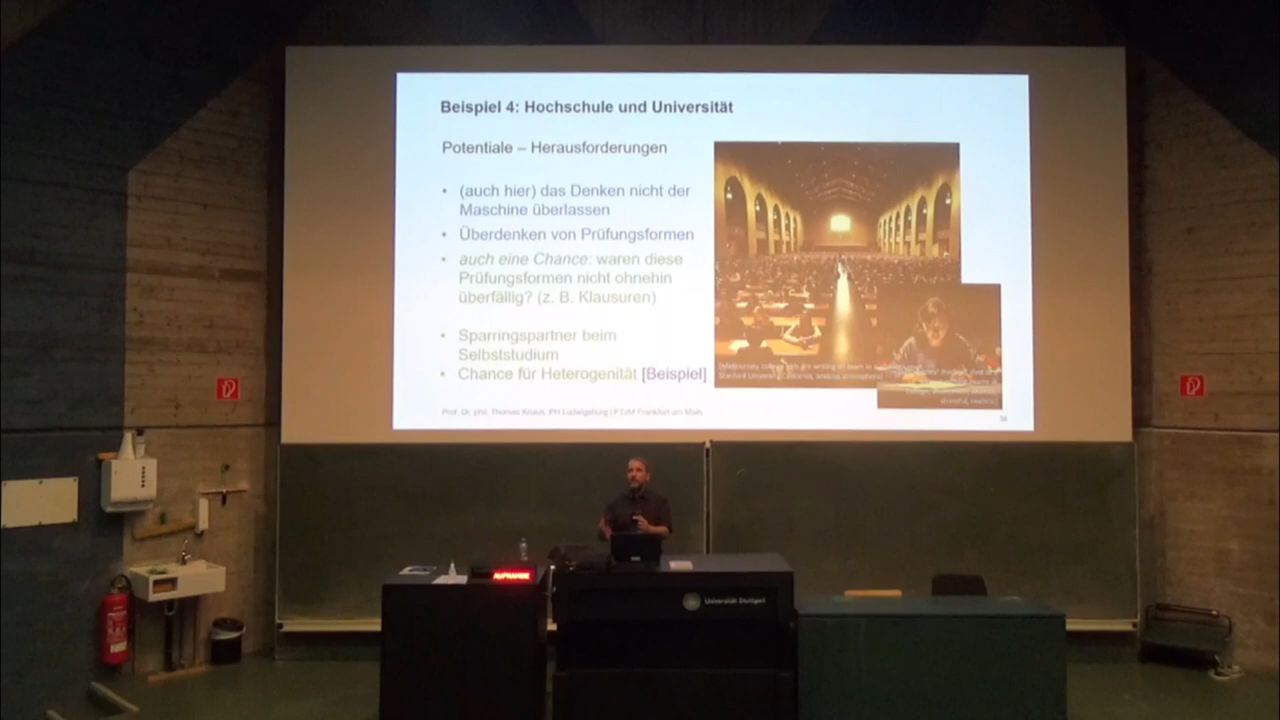 Beispiel 4: Hochschule und Universität
Potentiale – Herausforderungen
• (auch hier) das Denken nicht der
Maschine überlassen
• Überdenken von Prüfungsformen
• auch eine Chance: waren diese
Prüfungsformen nicht ohnehin
überfällig? (z. B. Klausuren)
• Sparringspartner beim
Selbststudium
• Chance für Heterogenität [Beispiel]
Prof. Dr. phil. Thomas Knaus, PH Ludwigsburg | FTzM Frankfurt am Main
34
AUFNAHME
Universität Stuttgart